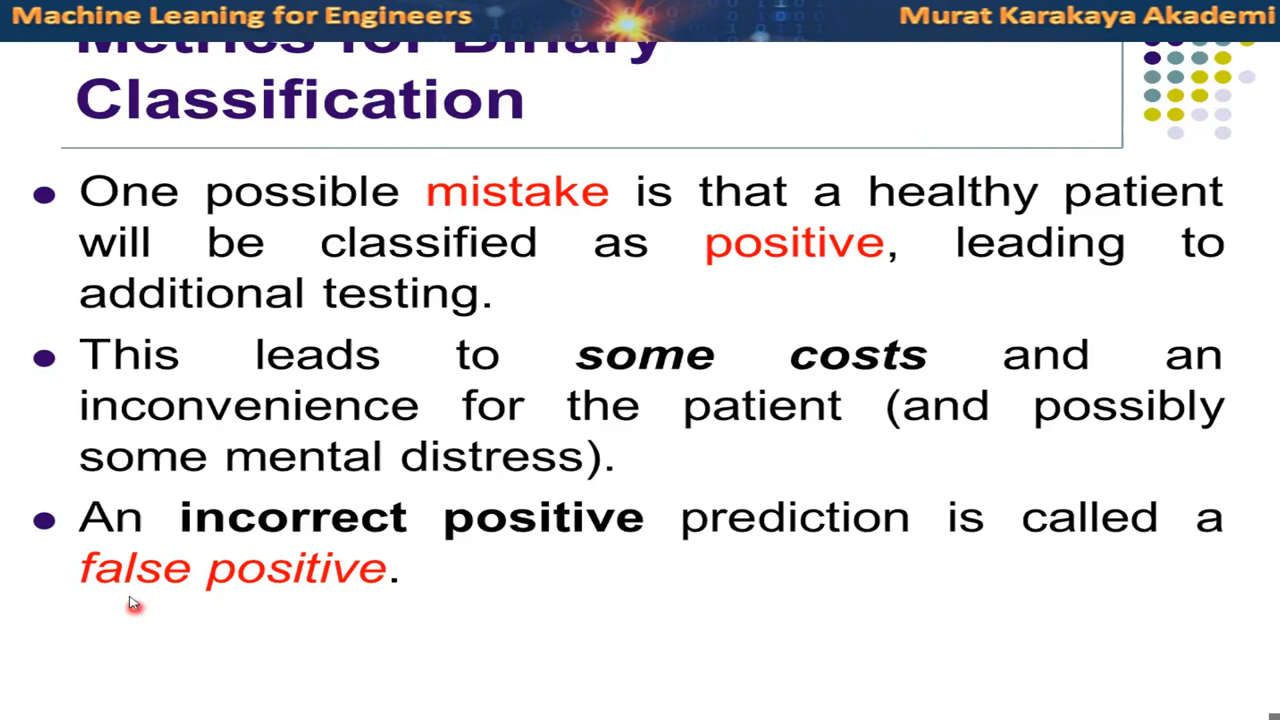 Machine Leaning for Engineers
Murat Karakaya Akademi
Metrics for Binary
Classification
One possible mistake is that a healthy patient
will be classified as positive, leading to
additional testing.
This leads to some costs and an
inconvenience for the patient (and possibly
some mental distress).
An incorrect positive prediction is called a
false positive.